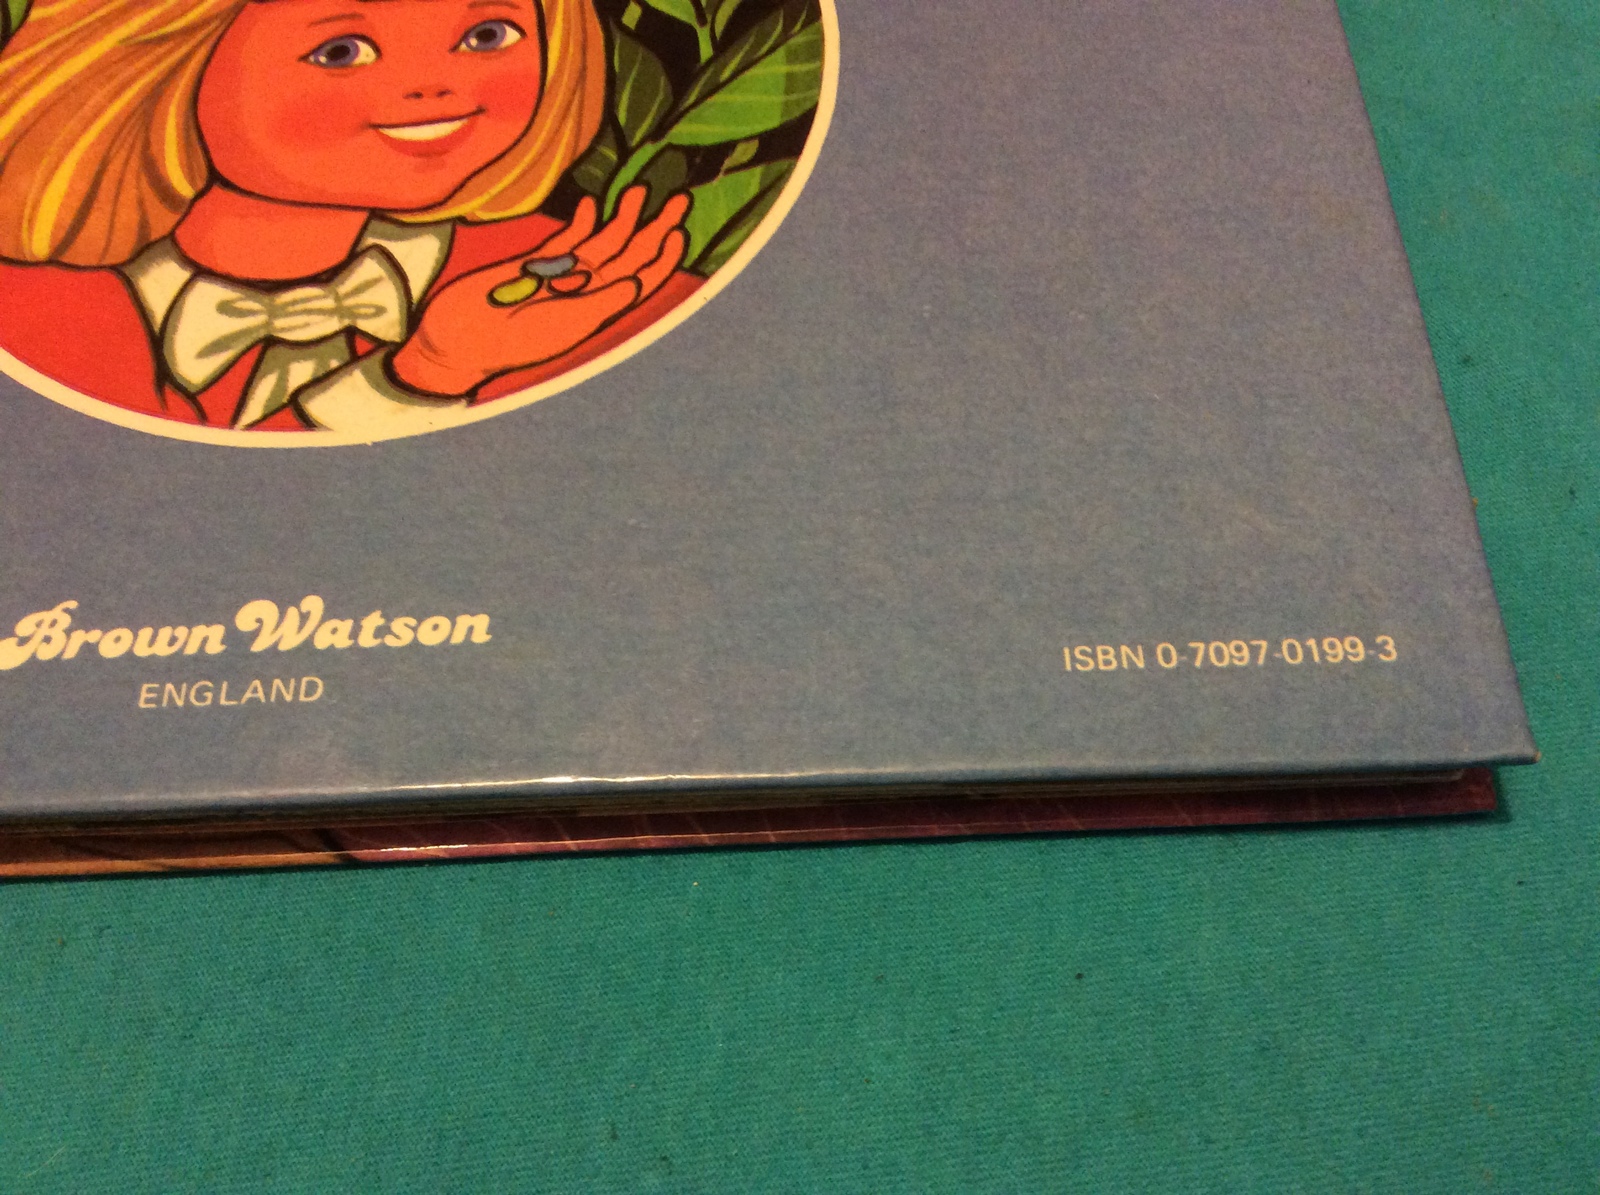 Brown Watson
ENGLAND
ISBN 0-7097-0199-3